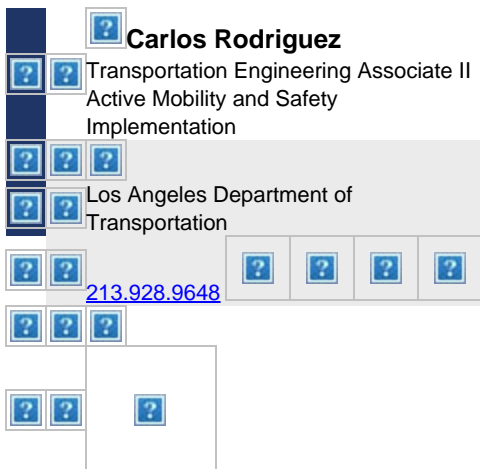 Carlos Rodriguez
Transportation Engineering Associate II
Active Mobility and Safety
Implementation
Los Angeles Department of
Transportation
213.928.9648